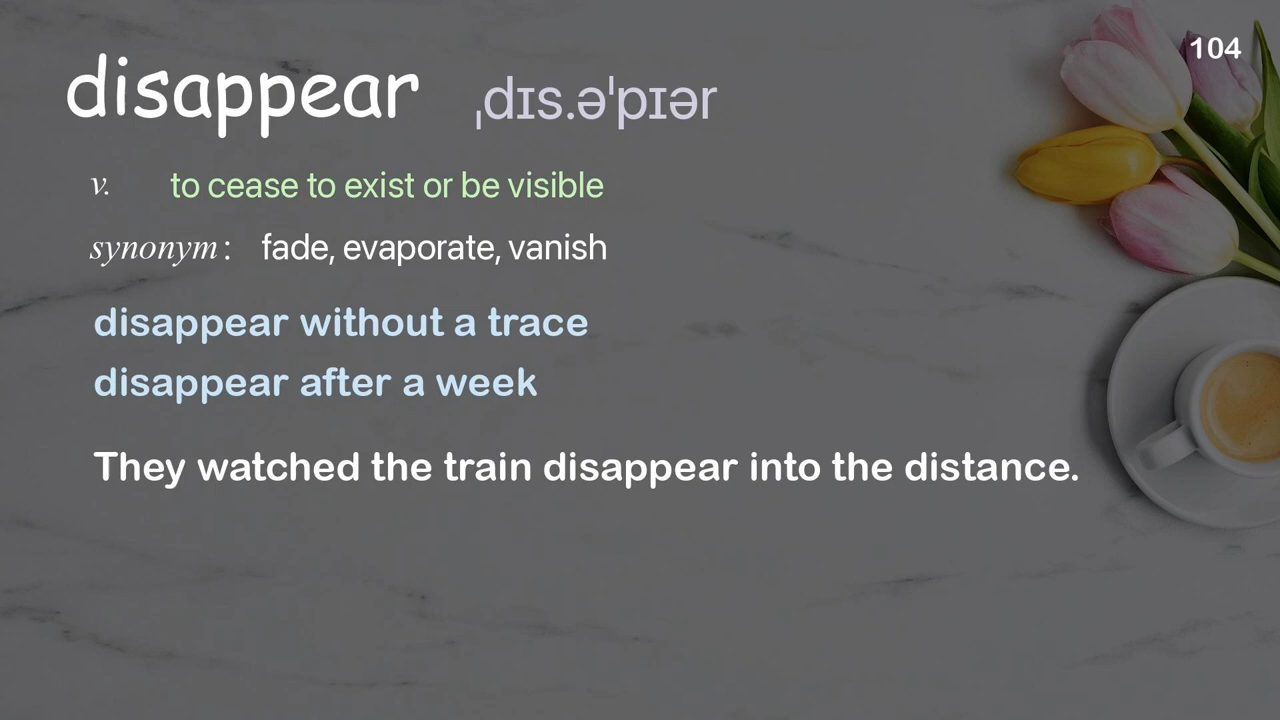 104
disappear ˌdɪs.əˈpɪər
v. to cease to exist or be visible
synonym: fade, evaporate, vanish
disappear without a trace
disappear after a week
They watched the train disappear into the distance.